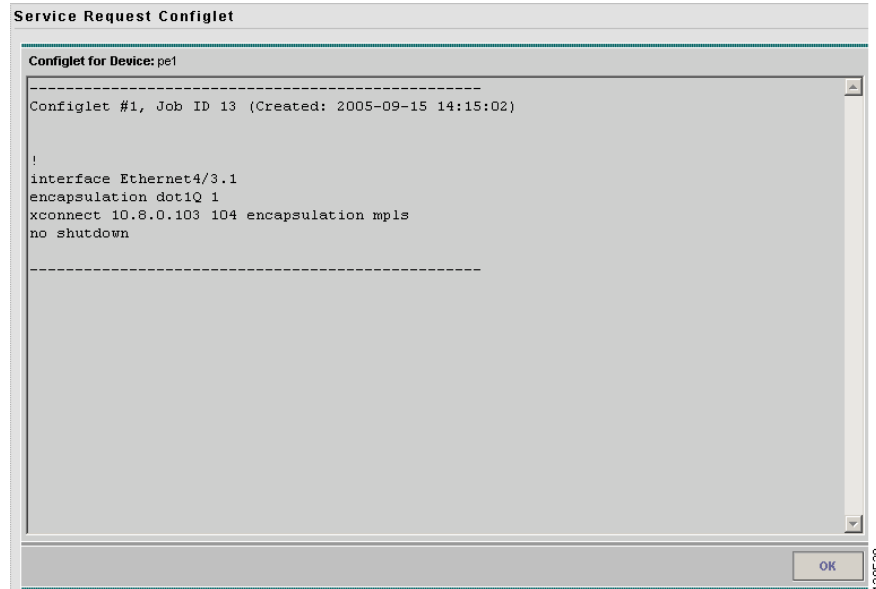 Service Request Configlet
Configlet for Device: pe1
--------------------------------------------------
Configlet #1, Job ID 13 (Created: 2005-09-15 14:15:02)
!
interface Ethernet4/3.1
encapsulation dot1Q 1
xconnect 10.8.0.103 104 encapsulation mpls
no shutdown
--------------------------------------------------
OK